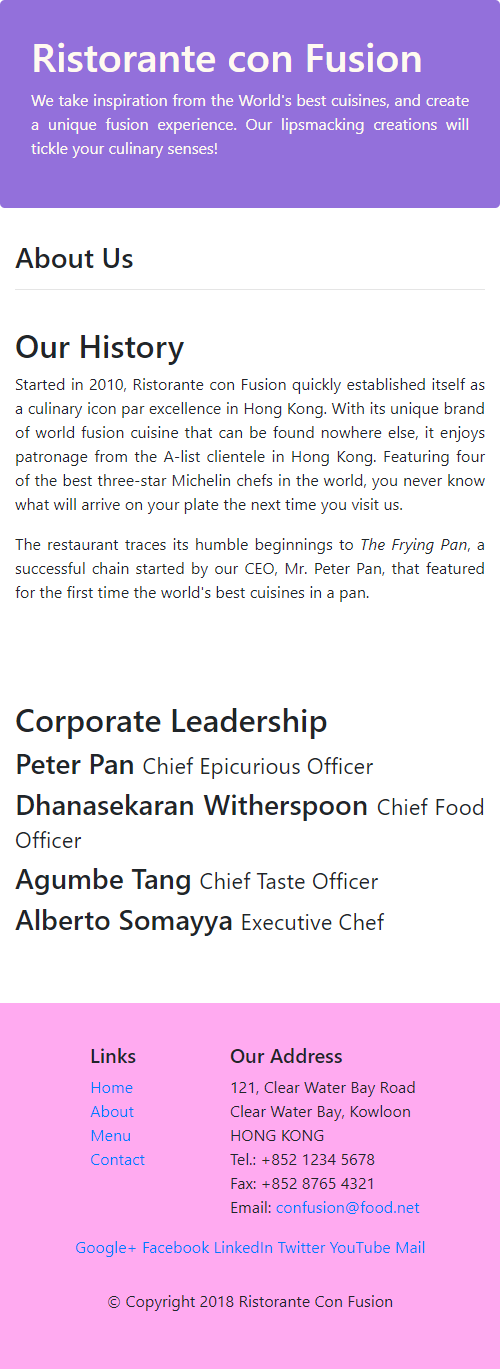 Ristorante con Fusion
We take inspiration from the World's best cuisines, and create
a unique fusion experience. Our lipsmacking creations will
tickle your culinary senses!
About Us
Our History
Started in 2010, Ristorante con Fusion quickly established itself as
a culinary icon par excellence in Hong Kong. With its unique brand
of world fusion cuisine that can be found nowhere else, it enjoys
patronage from the A-list clientele in Hong Kong. Featuring four
of the best three-star Michelin chefs in the world, you never know
what will arrive on your plate the next time you visit us.
The restaurant traces its humble beginnings to The Frying Pan, a
successful chain started by our CEO, Mr. Peter Pan, that featured
for the first time the world's best cuisines in a pan.
Corporate Leadership
Peter Pan Chief Epicurious Officer
Dhanasekaran Witherspoon Chief Food
Officer
Agumbe Tang Chief Taste Officer
Alberto Somayya Executive Chef
Links
Home
About
Menu
Contact
Our Address
121, Clear Water Bay Road
Clear Water Bay, Kowloon
HONG KONG
Tel.: +852 1234 5678
Fax: +852 8765 4321
Email: confusion@food.net
Google+ Facebook LinkedIn Twitter YouTube Mail
© Copyright 2018 Ristorante Con Fusion